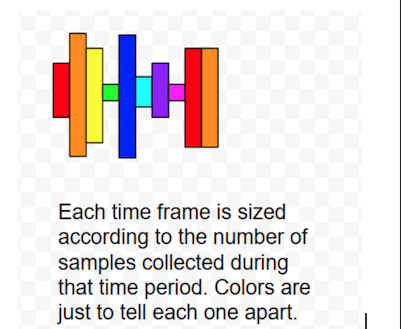 Each time frame is sized
according to the number of
samples collected during
that time period. Colors are
just to tell each one apart.